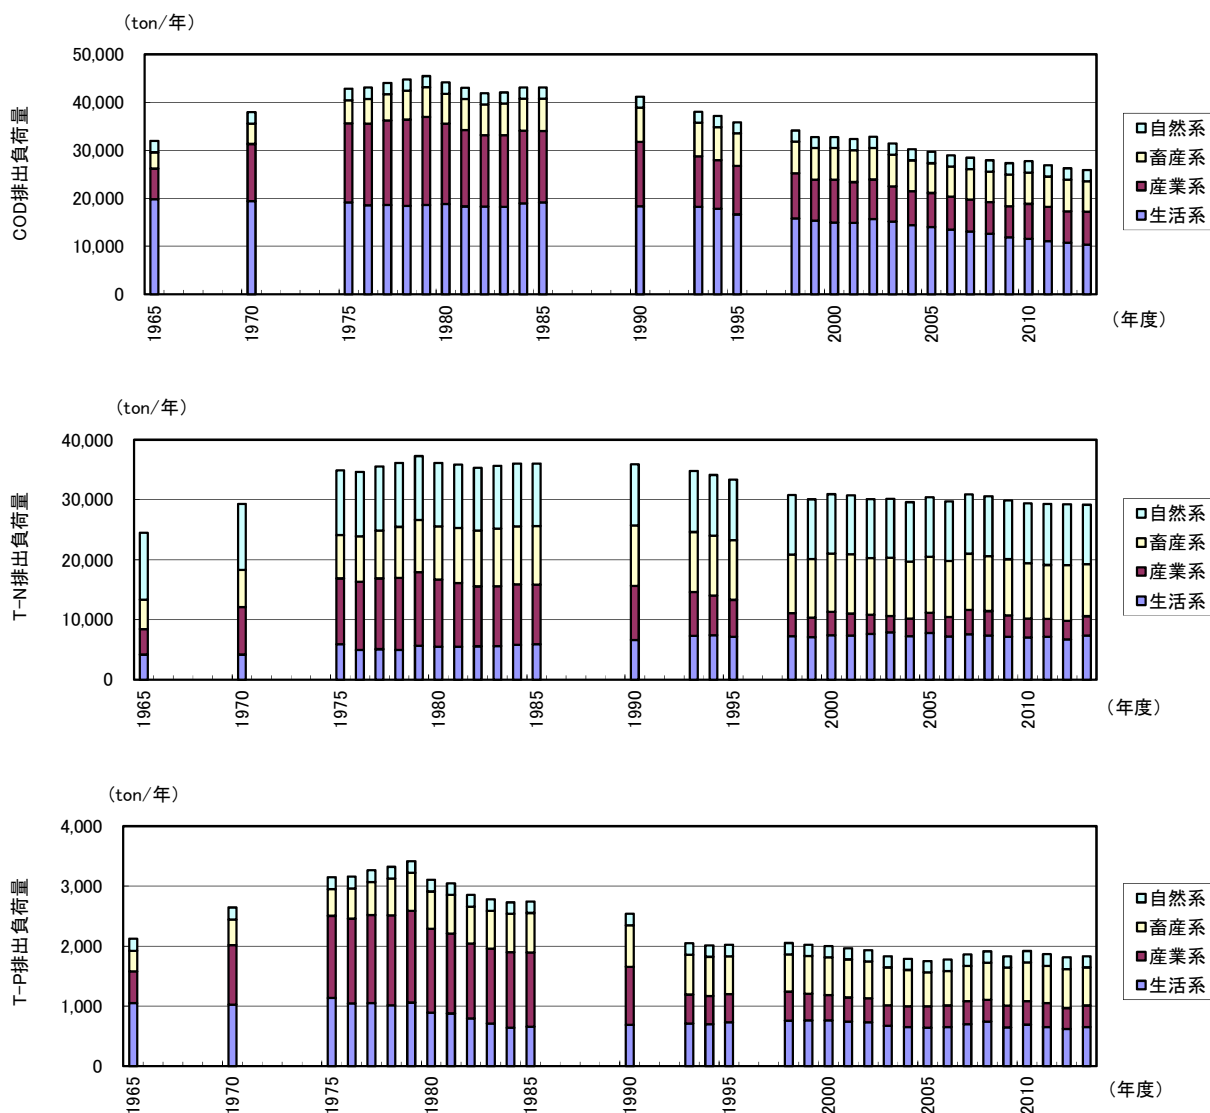 (ton/年)
COD排出負荷量
50,000
40,000
30,000
20,000
10,000
0
1965
1970
1975
1980
1985
1990
1995
2000
2005
2010
(年度)
自然系
畜産系
産業系
生活系
(ton/年)
T-N排出負荷量
40,000
30,000
20,000
10,000
0
1965
1970
1975
1980
1985
1990
1995
2000
2005
2010
(年度)
自然系
畜産系
産業系
生活系
(ton/年)
T-P排出負荷量
4,000
3,000
2,000
1,000
0
1965
1970
1975
1980
1985
1990
1995
2000
2005
2010
(年度)
自然系
畜産系
産業系
生活系